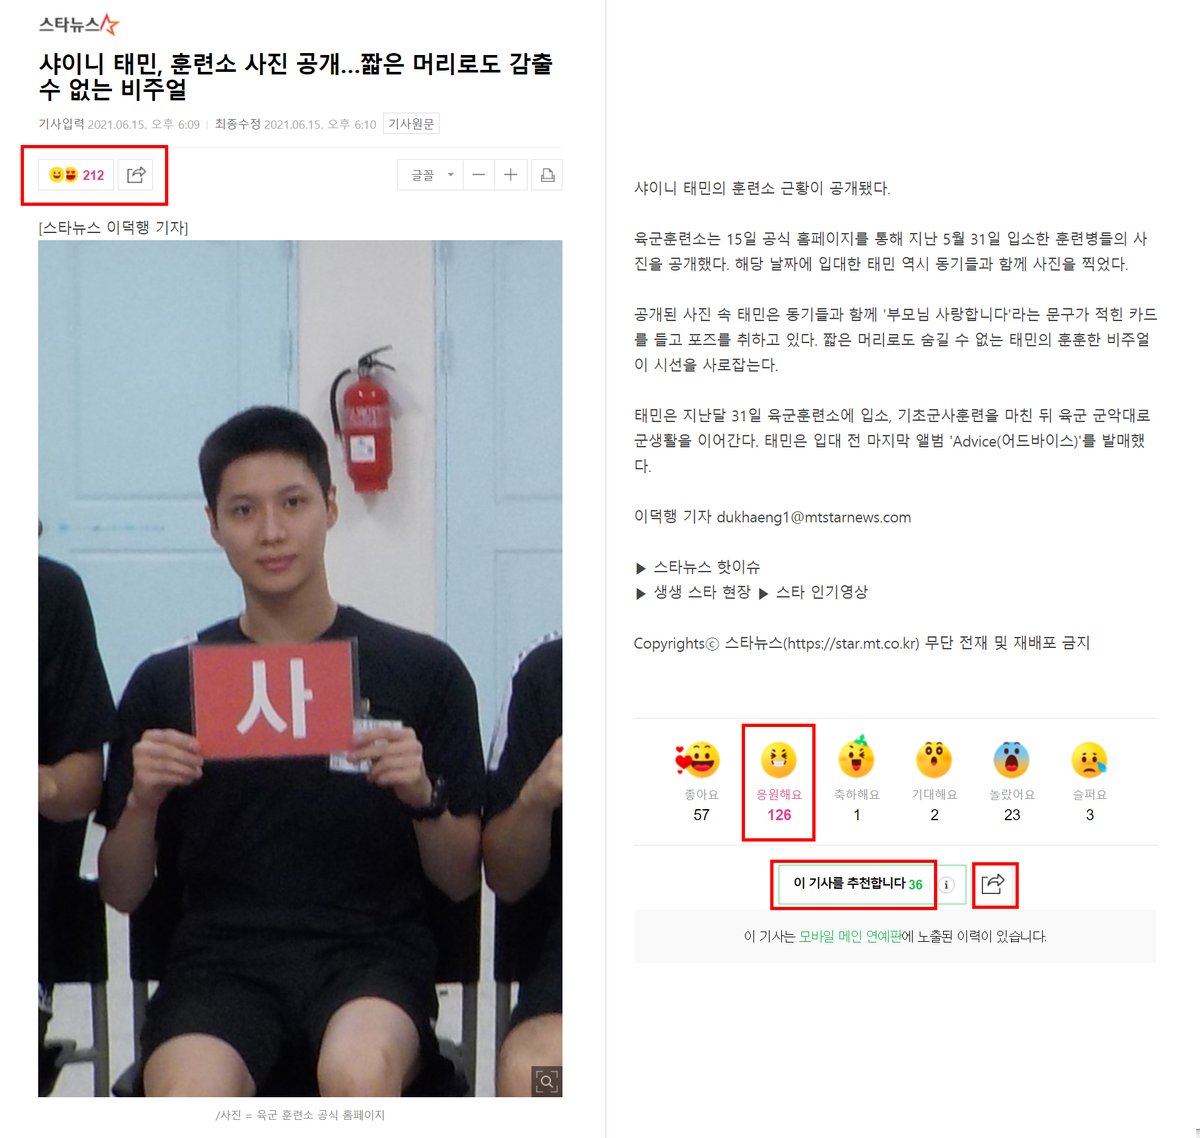 스타뉴스
샤이니 태민, 훈련소 사진 공개...짧은 머리로도 감출
수 없는 비주얼
기사입력 2021.06.15. 오후 6:09 최종수정 2021.06.15. 오후 6:10 기사원문
212
글꼴
[스타뉴스 이덕행 기자]
사
/사진 = 육군 훈련소 공식 홈페이지
샤이니 태민의 훈련소 근황이 공개됐다.
육군훈련소는 15일 공식 홈페이지를 통해 지난 5월 31일 입소한 훈련병들의 사
진을 공개했다. 해당 날짜에 입대한 태민 역시 동기들과 함께 사진을 찍었다.
공개된 사진 속 태민은 동기들과 함께 '부모님 사랑합니다'라는 문구가 적힌 카드
를 들고 포즈를 취하고 있다. 짧은 머리로도 숨길 수 없는 태민의 훈훈한 비주얼
이 시선을 사로잡는다.
태민은 지난달 31일 육군훈련소에 입소, 기초군사훈련을 마친 뒤 육군 군악대로
군생활을 이어간다. 태민은 입대 전 마지막 앨범 'Advice(어드바이스)'를 발매했
다.
이덕행 기자 dukhaeng1@mtstarnews.com
▶ 스타뉴스 핫이슈
▶ 생생 스타 현장 ▶ 스타 인기영상
Copyrightsⓒ 스타뉴스(https://star.mt.co.kr) 무단 전재 및 재배포 금지
좋아요 응원해요 축하해요 기대해요 놀랐어요 슬퍼요
57 126 1 2 23 3
이 기사를 추천합니다 36
이 기사는 모바일 메인 연예판에 노출된 이력이 있습니다.